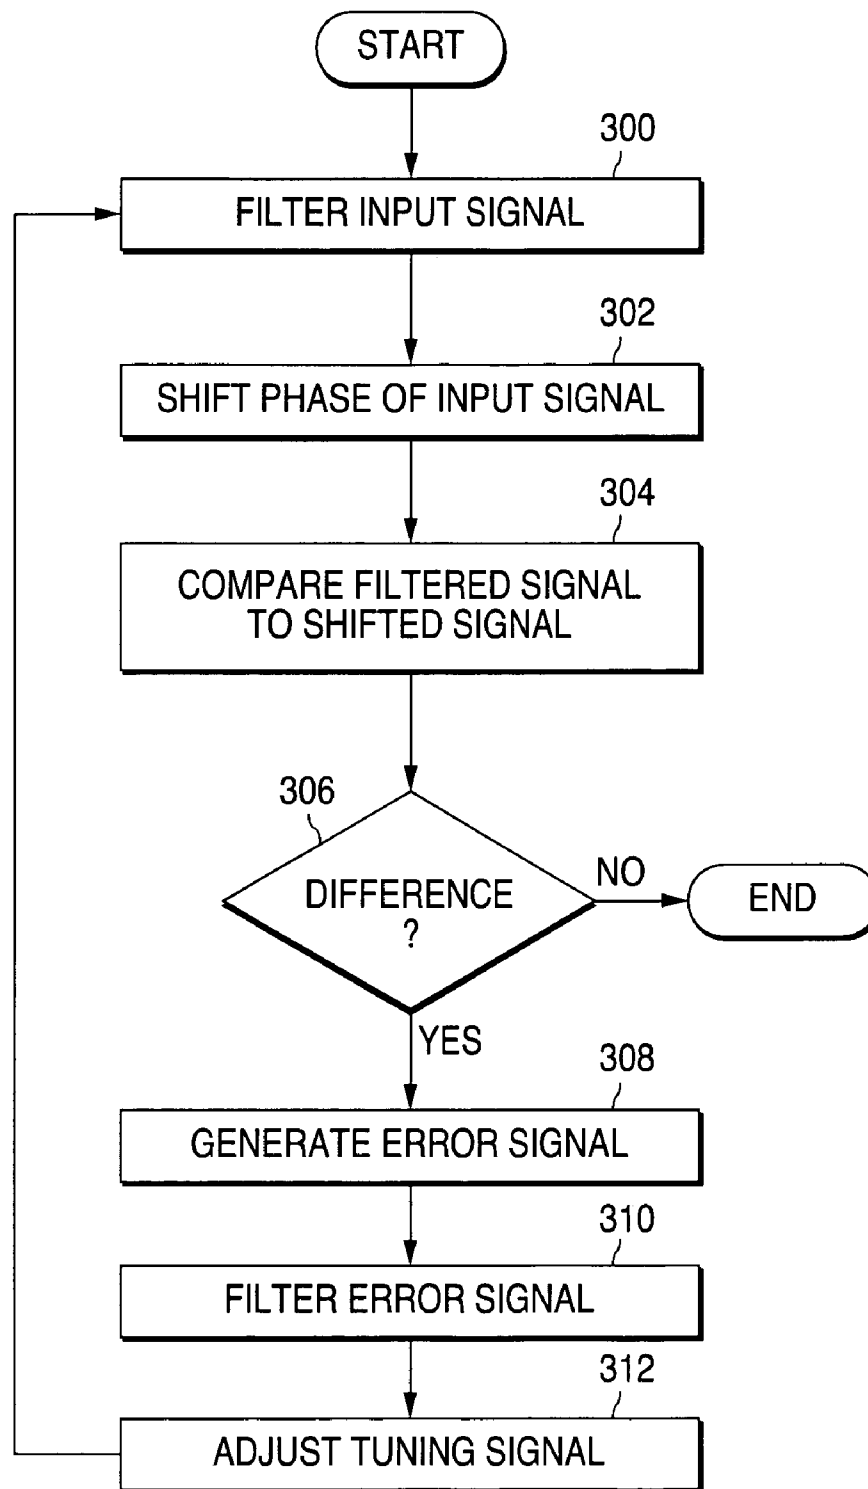 START
300
FILTER INPUT SIGNAL
302
SHIFT PHASE OF INPUT SIGNAL
304
COMPARE FILTERED SIGNAL
TO SHIFTED SIGNAL
306
DIFFERENCE
?
NO
END
YES
308
GENERATE ERROR SIGNAL
310
FILTER ERROR SIGNAL
312
ADJUST TUNING SIGNAL